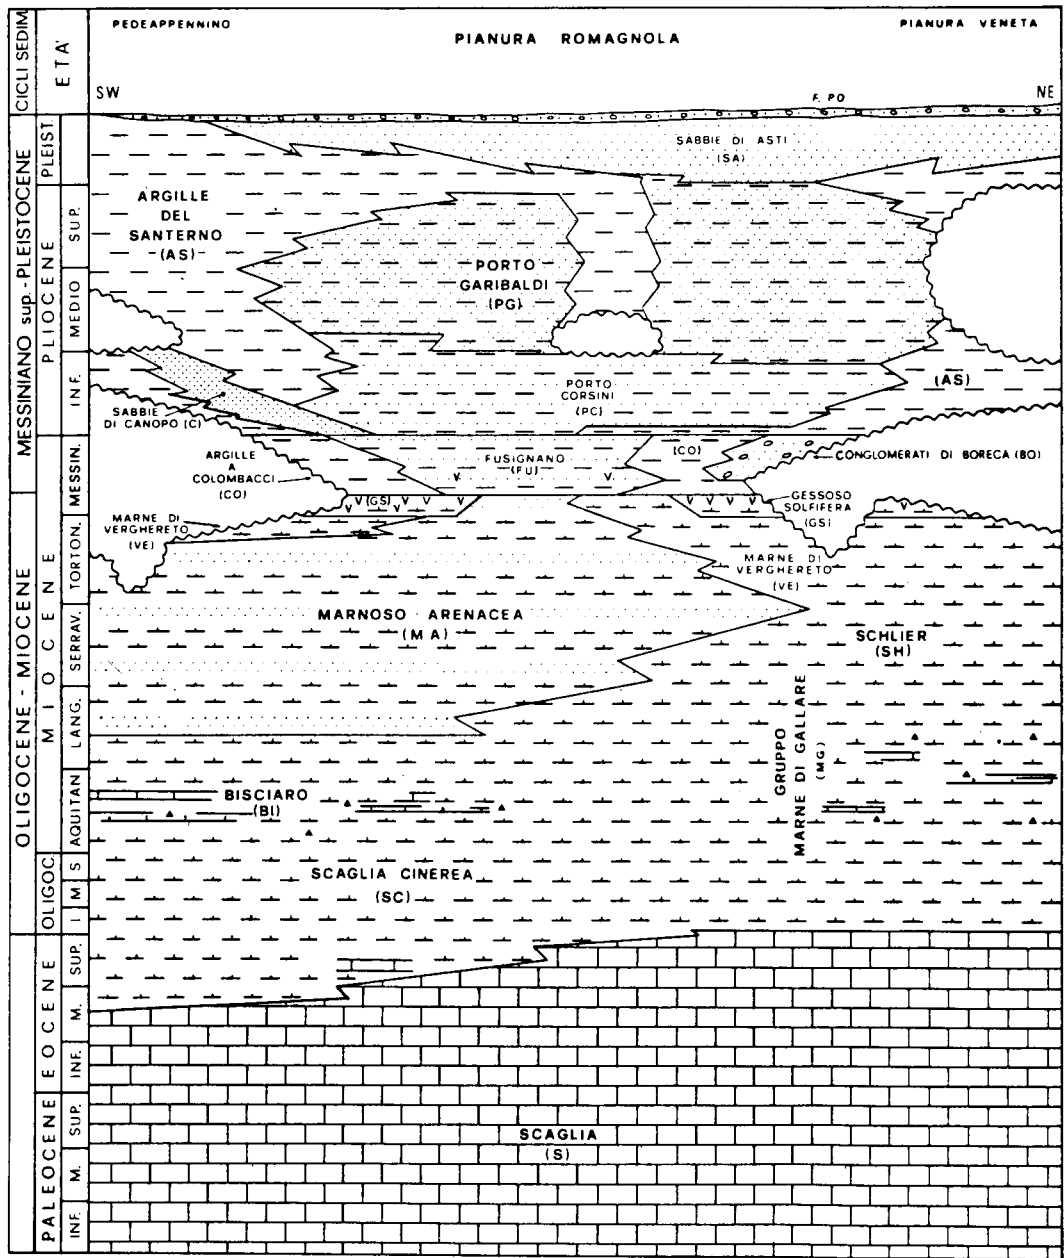 CICLI SEDIM.
ETA'
PEDEAPPENNINO
PIANURA ROMAGNOLA
PIANURA VENETA
SW
F. PO
NE
MESSINIANO sup.-PLEISTOCENE
OLIGOCENE - MIOCENE
PLEIST.
PLIOCENE
SUP.
MEDIO
INF.
MIOCENE
MESSIN.
TORTON.
SERRAV.
LANG.
AQUITAN
OLIGOC.
S
M
I
EOCENE
SUP.
M.
INF.
PALEOCENE
SUP.
M.
INF.
SABBIE DI ASTI
(SA)
ARGILLE
DEL
SANTERNO
(AS)
PORTO
GARIBALDI
(PG)
PORTO
CORSINI
(PC)
(AS)
SABBIE
DI CANOPO (C)
ARGILLE
A
COLOMBACCI
(CO)
FUSIGNANO
(FU)
(CO)
CONGLOMERATI DI BORECA (BO)
(GS)
GESSOSO
SOLFIFERA
(GS)
MARNE DI
VERGHERETO
(VE)
MARNE DI
VERGHERETO
(VE)
MARNOSO ARENACEA
(MA)
SCHLIER
(SH)
GRUPPO
MARNE DI GALLARE
(MG)
BISCIARO
(BI)
SCAGLIA CINEREA
(SC)
SCAGLIA
(S)